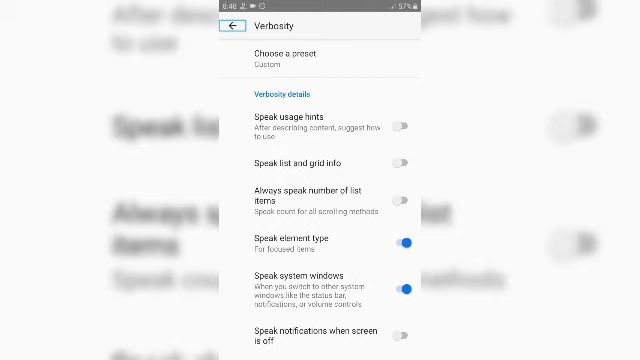 8:48
57%
Verbosity
Choose a preset
Custom
Verbosity details
Speak usage hints
After describing content, suggest how
to use
Speak list and grid info
Always speak number of list
items
Speak count for all scrolling methods
Speak element type
For focused items
Speak system windows
When you switch to other system
windows like the status bar,
notifications, or volume controls
Speak notifications when screen
is off